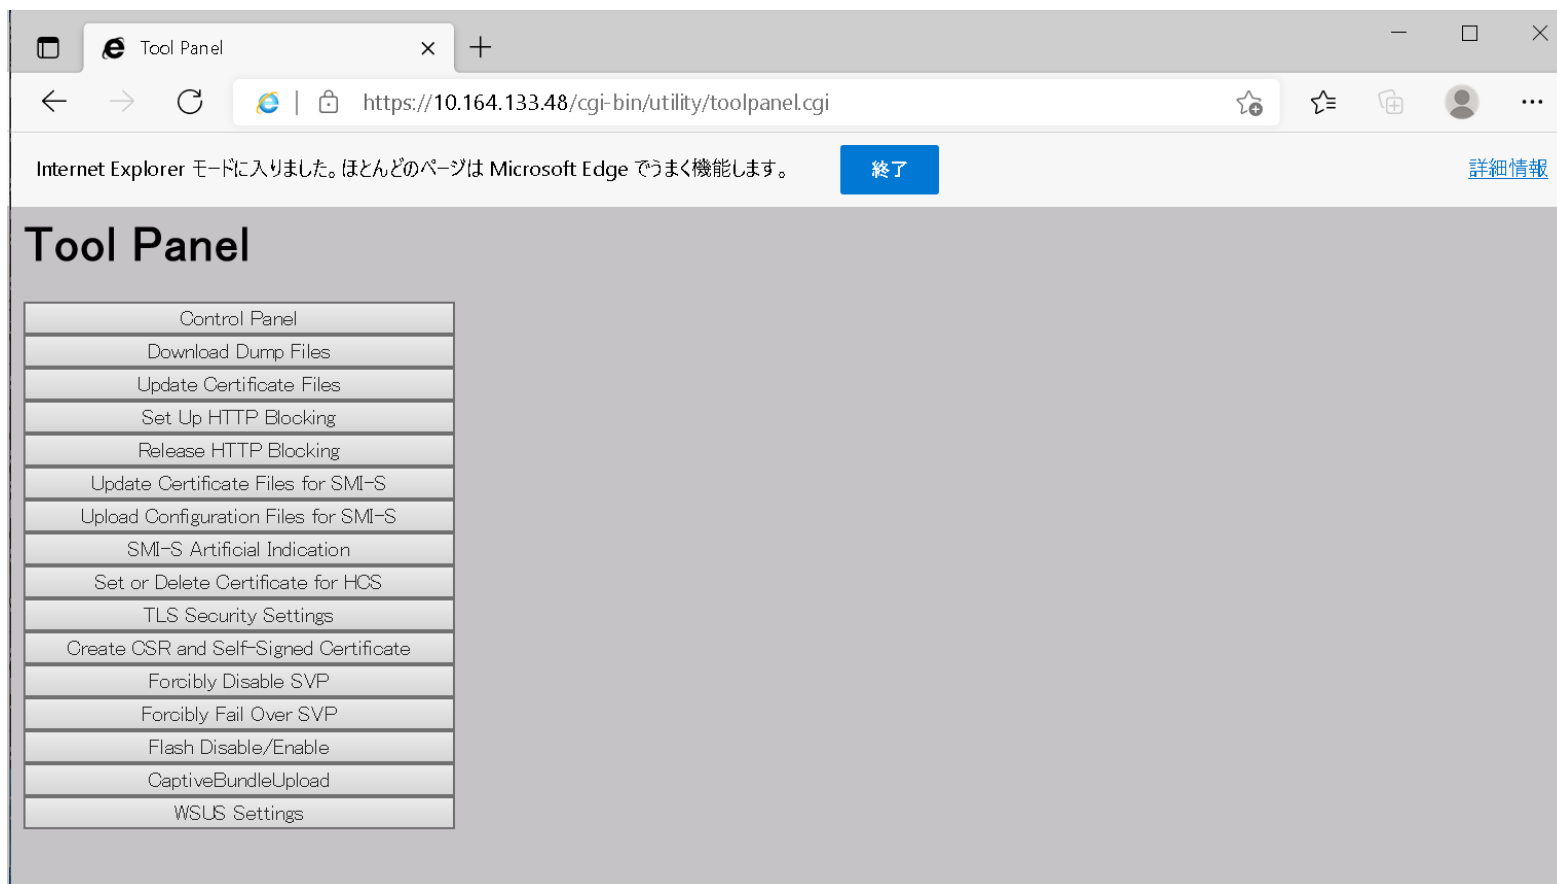 Tool Panel
https://10.164.133.48/cgi-bin/utility/toolpanel.cgi
Internet Explorer モードに入りました。ほとんどのページは Microsoft Edge でうまく機能します。 終了 詳細情報
Tool Panel
Control Panel
Download Dump Files
Update Certificate Files
Set Up HTTP Blocking
Release HTTP Blocking
Update Certificate Files for SMI-S
Upload Configuration Files for SMI-S
SMI-S Artificial Indication
Set or Delete Certificate for HCS
TLS Security Settings
Create CSR and Self-Signed Certificate
Forcibly Disable SVP
Forcibly Fail Over SVP
Flash Disable/Enable
CaptiveBundleUpload
WSUS Settings